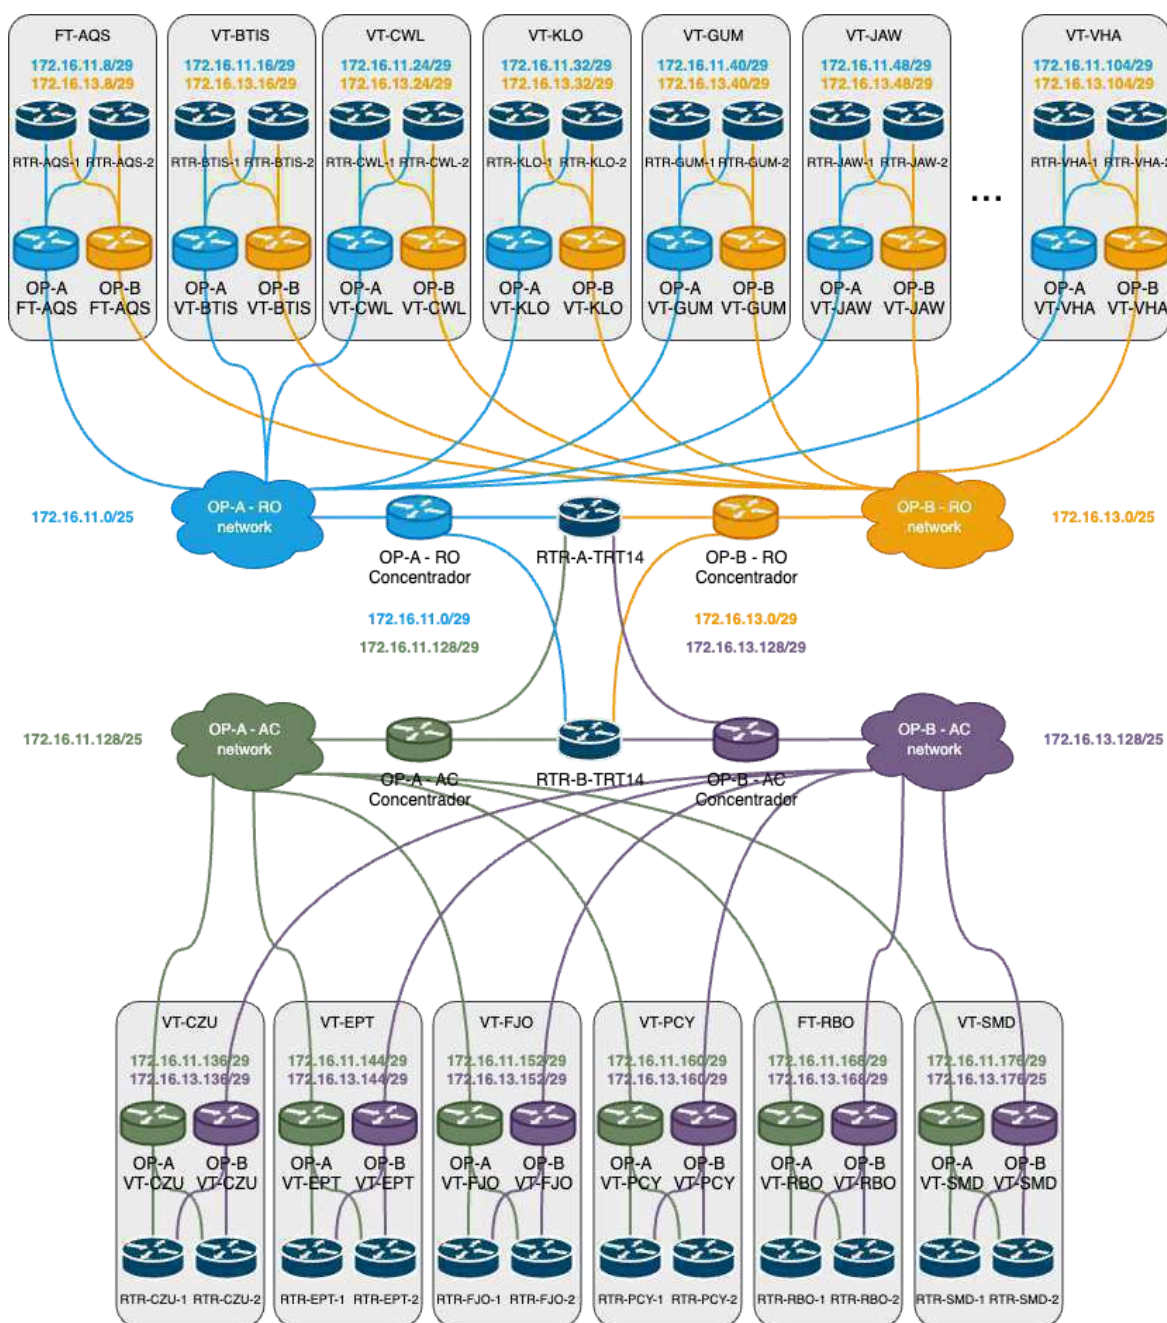 FT-AQS
172.16.11.8/29
172.16.13.8/29
RTR-AQS-1 RTR-AQS-2
OP-A OP-B
FT-AQS FT-AQS
VT-BTIS
172.16.11.16/29
172.16.13.16/29
RTR-BTIS-1 RTR-BTIS-2
OP-A OP-B
VT-BTIS VT-BTIS
VT-CWL
172.16.11.24/29
172.16.13.24/29
RTR-CWL-1 RTR-CWL-2
OP-A OP-B
VT-CWL VT-CWL
VT-KLO
172.16.11.32/29
172.16.13.32/29
RTR-KLO-1 RTR-KLO-2
OP-A OP-B
VT-KLO VT-KLO
VT-GUM
172.16.11.40/29
172.16.13.40/29
RTR-GUM-1 RTR-GUM-2
OP-A OP-B
VT-GUM VT-GUM
VT-JAW
172.16.11.48/29
172.16.13.48/29
RTR-JAW-1 RTR-JAW-2
OP-A OP-B
VT-JAW VT-JAW
...
VT-VHA
172.16.11.104/29
172.16.13.104/29
RTR-VHA-1 RTR-VHA-2
OP-A OP-B
VT-VHA VT-VHA
172.16.11.0/25
OP-A - RO
network
OP-A - RO
Concentrador
RTR-A-TRT14
OP-B - RO
Concentrador
OP-B - RO
network
172.16.13.0/25
172.16.11.0/29
172.16.11.128/29
172.16.13.0/29
172.16.13.128/29
172.16.11.128/25
OP-A - AC
network
OP-A - AC
Concentrador
RTR-B-TRT14
OP-B - AC
Concentrador
OP-B - AC
network
172.16.13.128/25
VT-CZU
172.16.11.136/29
172.16.13.136/29
OP-A OP-B
VT-CZU VT-CZU
RTR-CZU-1 RTR-CZU-2
VT-EPT
172.16.11.144/29
172.16.13.144/29
OP-A OP-B
VT-EPT VT-EPT
RTR-EPT-1 RTR-EPT-2
VT-FJO
172.16.11.152/29
172.16.13.152/29
OP-A OP-B
VT-FJO VT-FJO
RTR-FJO-1 RTR-FJO-2
VT-PCY
172.16.11.160/29
172.16.13.160/29
OP-A OP-B
VT-PCY VT-PCY
RTR-PCY-1 RTR-PCY-2
FT-RBO
172.16.11.168/29
172.16.13.168/29
OP-A OP-B
VT-RBO VT-RBO
RTR-RBO-1 RTR-RBO-2
VT-SMD
172.16.11.176/29
172.16.13.176/25
OP-A OP-B
VT-SMD VT-SMD
RTR-SMD-1 RTR-SMD-2